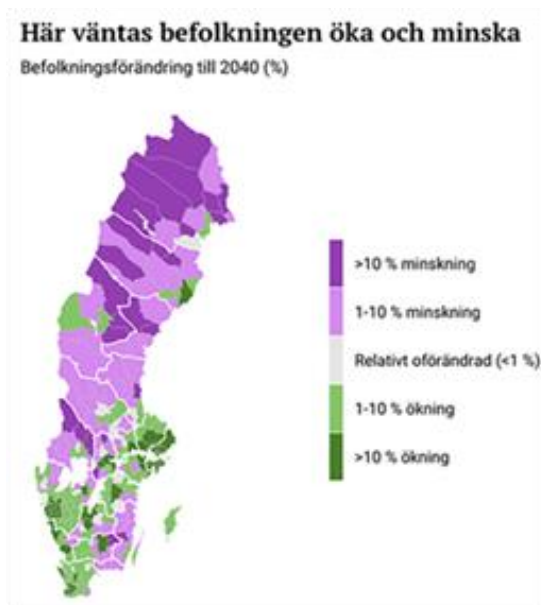 Här väntas befolkningen öka och minska
Befolkningsförändring till 2040 (%)
>10 % minskning
1-10 % minskning
Relativt oförändrad (<1 %)
1-10 % ökning
>10 % ökning